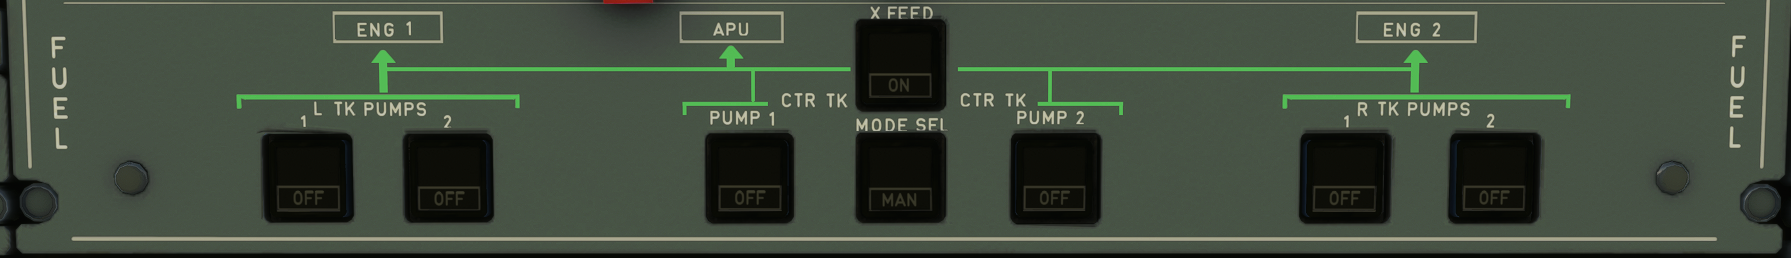 X FEED
ENG 1
APU
ENG 2
FUEL
FUEL
ON
CTR TK
CTR TK
L TK PUMPS
R TK PUMPS
PUMP 1
PUMP 2
1
2
MODE SEL
1
2
OFF
OFF
OFF
MAN
OFF
OFF
OFF